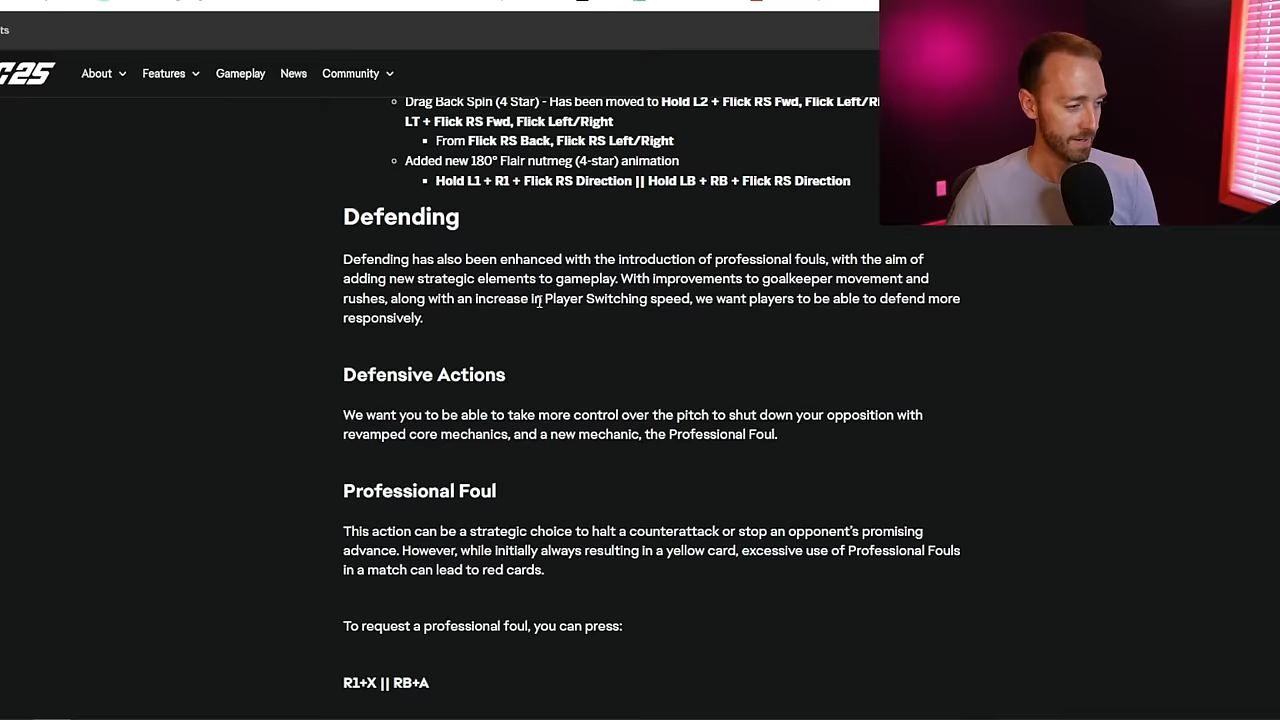 ts
C25
About
Features
Gameplay
News
Community
Drag Back Spin (4 Star) - Has been moved to Hold L2 + Flick RS Fwd, Flick Left/Ri
LT + Flick RS Fwd, Flick Left/Right
From Flick RS Back, Flick RS Left/Right
Added new 180° Flair nutmeg (4-star) animation
Hold L1 + R1 + Flick RS Direction || Hold LB + RB + Flick RS Direction
Defending
Defending has also been enhanced with the introduction of professional fouls, with the aim of
adding new strategic elements to gameplay. With improvements to goalkeeper movement and
rushes, along with an increase in Player Switching speed, we want players to be able to defend more
responsively.
Defensive Actions
We want you to be able to take more control over the pitch to shut down your opposition with
revamped core mechanics, and a new mechanic, the Professional Foul.
Professional Foul
This action can be a strategic choice to halt a counterattack or stop an opponent’s promising
advance. However, while initially always resulting in a yellow card, excessive use of Professional Fouls
in a match can lead to red cards.
To request a professional foul, you can press:
R1+X || RB+A